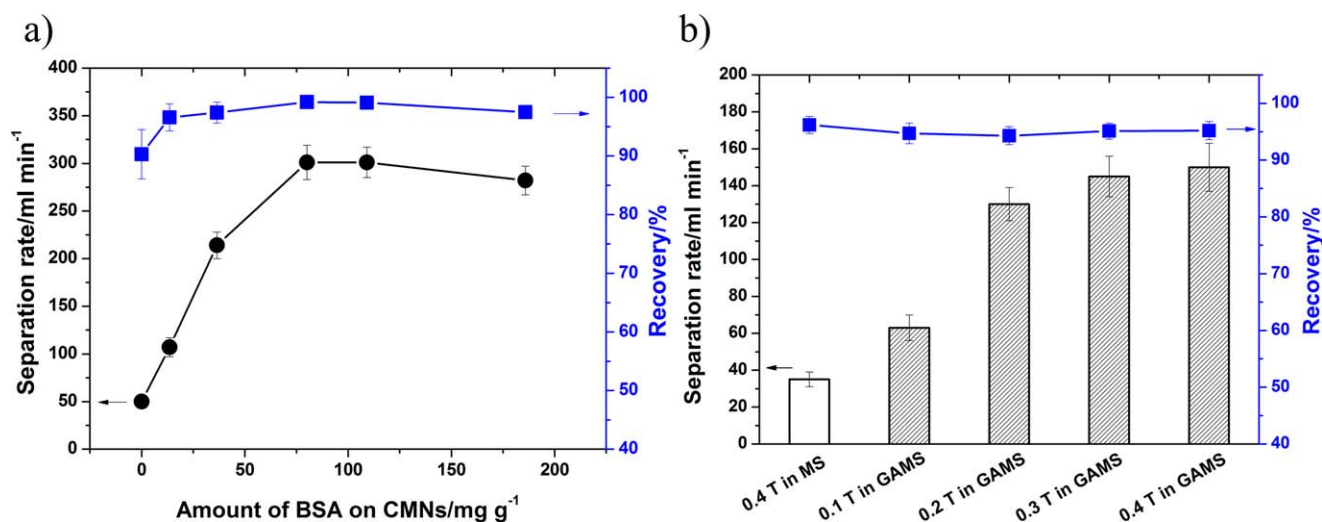 a)
400
350
300
250
200
150
100
50
0
Separation rate/ml min⁻¹
100
90
80
70
60
50
40
Recovery/%
0 50 100 150 200
Amount of BSA on CMNs/mg g⁻¹
b)
200
180
160
140
120
100
80
60
40
20
0
Separation rate/ml min⁻¹
100
90
80
70
60
50
40
Recovery/%
0.4 T in MS
0.1 T in GAMS
0.2 T in GAMS
0.3 T in GAMS
0.4 T in GAMS